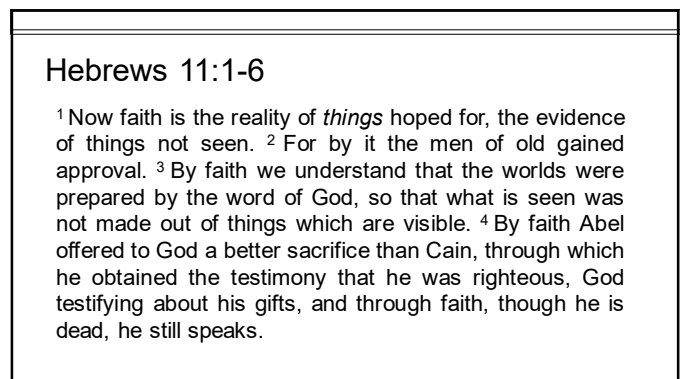 Hebrews 11:1-6
1 Now faith is the reality of things hoped for, the evidence
of things not seen. 2 For by it the men of old gained
approval. 3 By faith we understand that the worlds were
prepared by the word of God, so that what is seen was
not made out of things which are visible. 4 By faith Abel
offered to God a better sacrifice than Cain, through which
he obtained the testimony that he was righteous, God
testifying about his gifts, and through faith, though he is
dead, he still speaks.